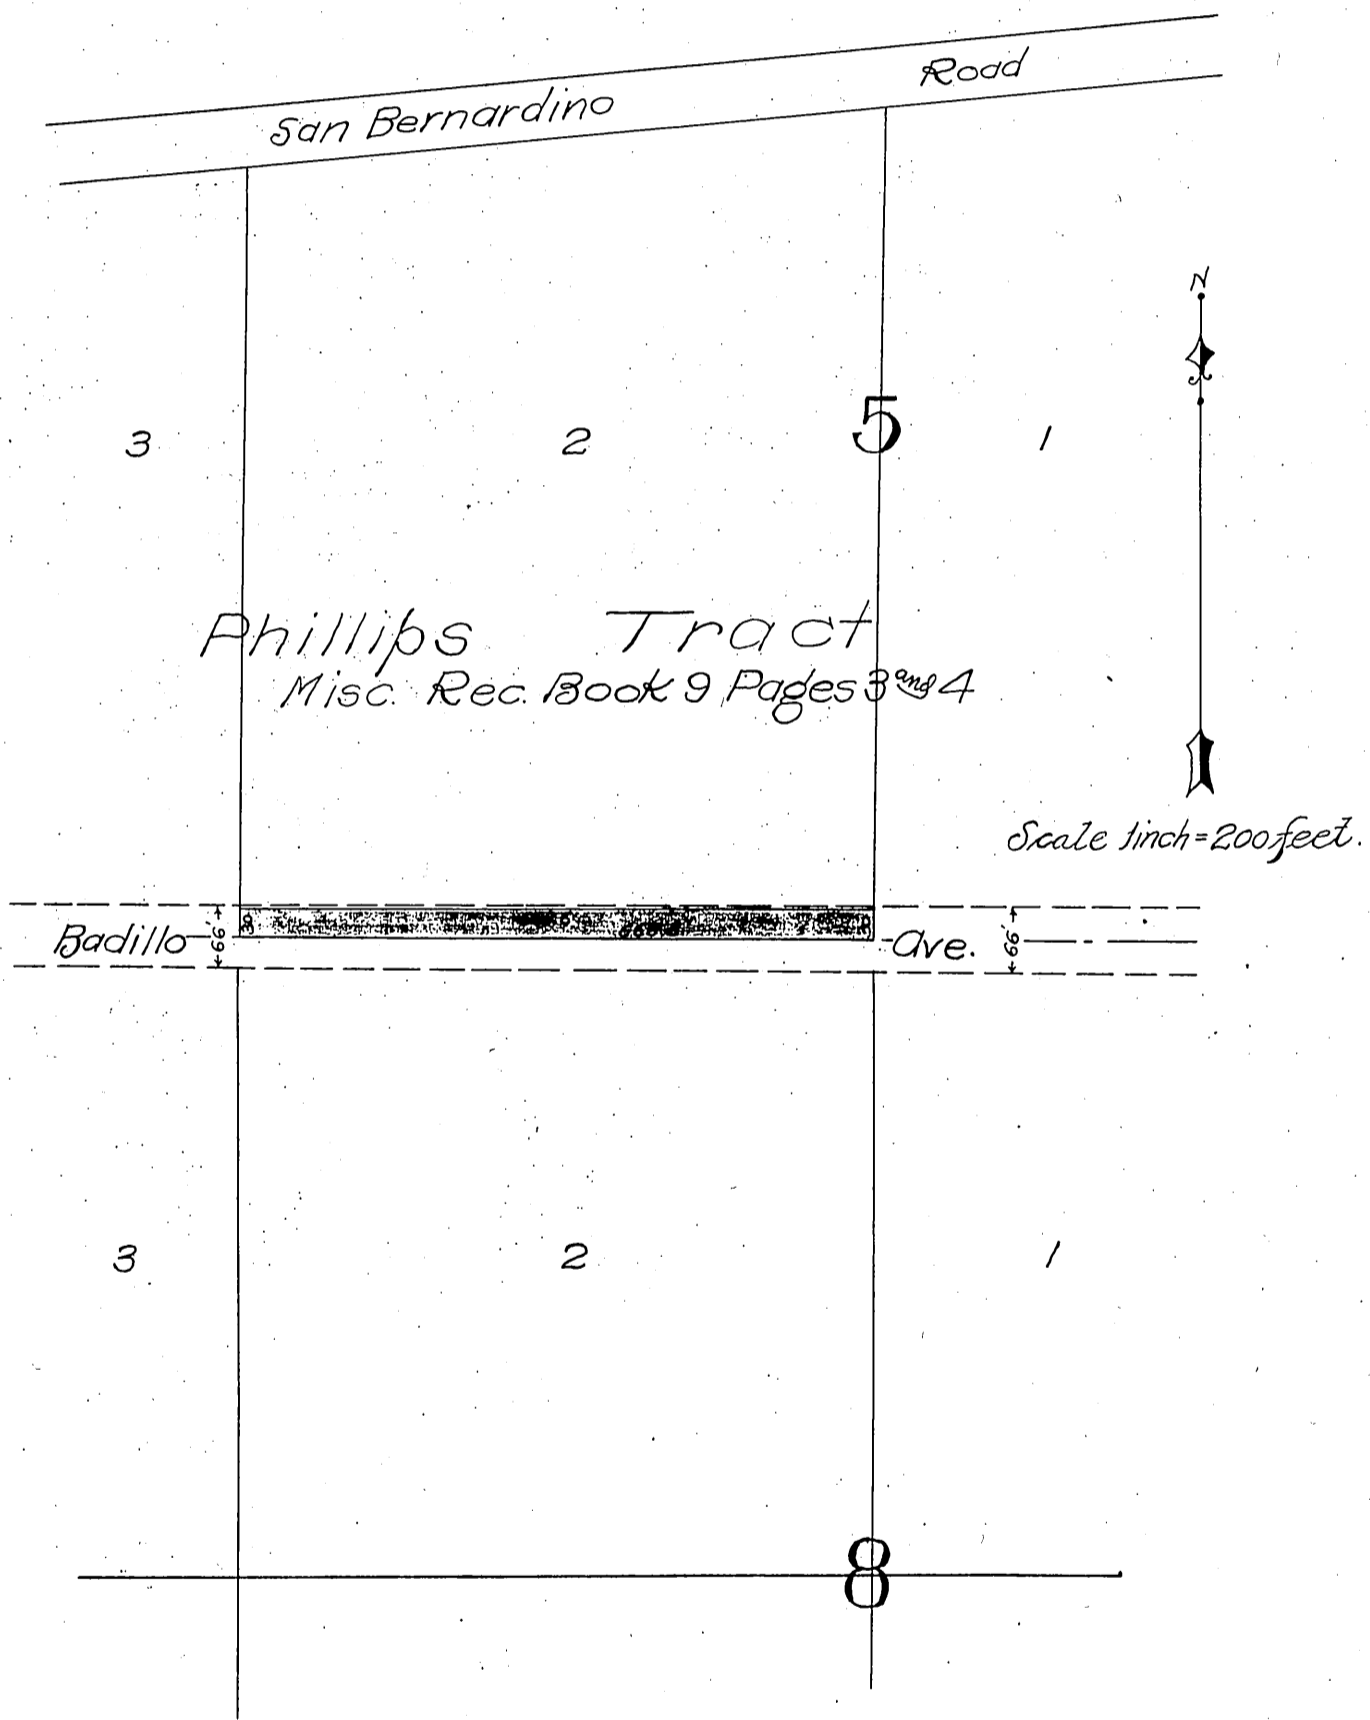 San Bernardino Road
N
3 2 5 1
Phillips Tract
Misc. Rec. Book 9, Pages 3 and 4
Scale 1inch=200feet.
30
Badillo 66' Ave. 66'
3 2 1
8